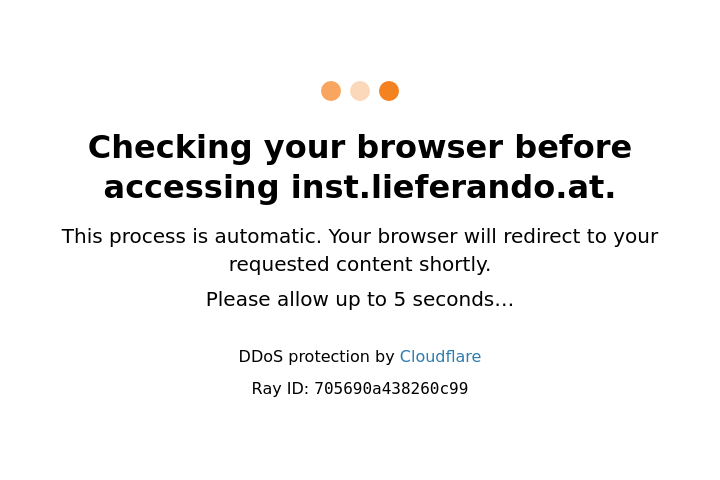 Checking your browser before
accessing inst.lieferando.at.
This process is automatic. Your browser will redirect to your
requested content shortly.
Please allow up to 5 seconds…
DDoS protection by Cloudflare
Ray ID: 705690a438260c99